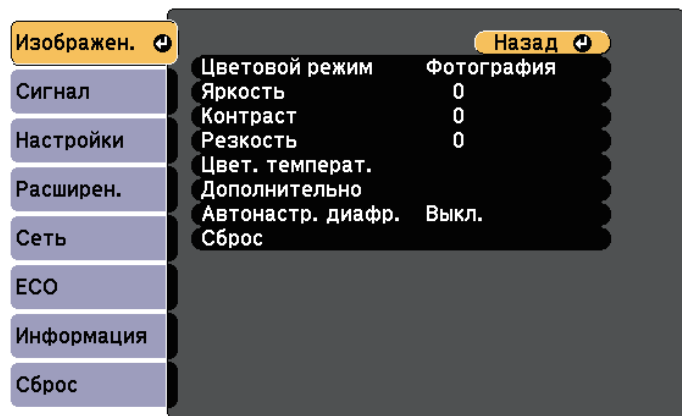 Изображен.
Сигнал
Настройки
Расширен.
Сеть
ECO
Информация
Сброс
Назад
Цветовой режим Фотография
Яркость 0
Контраст 0
Резкость 0
Цвет. температ.
Дополнительно
Автонастр. диафр. Выкл.
Сброс